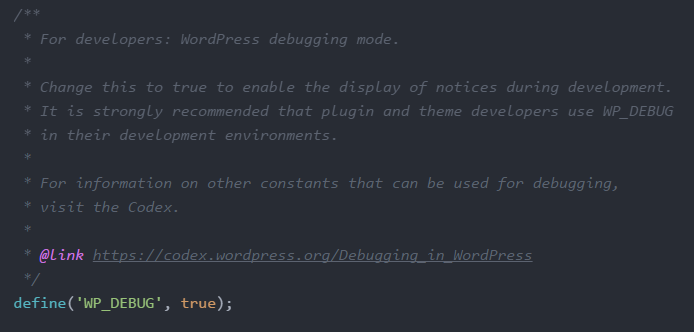 /**
 * For developers: WordPress debugging mode.
 *
 * Change this to true to enable the display of notices during development.
 * It is strongly recommended that plugin and theme developers use WP_DEBUG
 * in their development environments.
 *
 * For information on other constants that can be used for debugging,
 * visit the Codex.
 *
 * @link https://codex.wordpress.org/Debugging_in_WordPress
 */
define('WP_DEBUG', true);